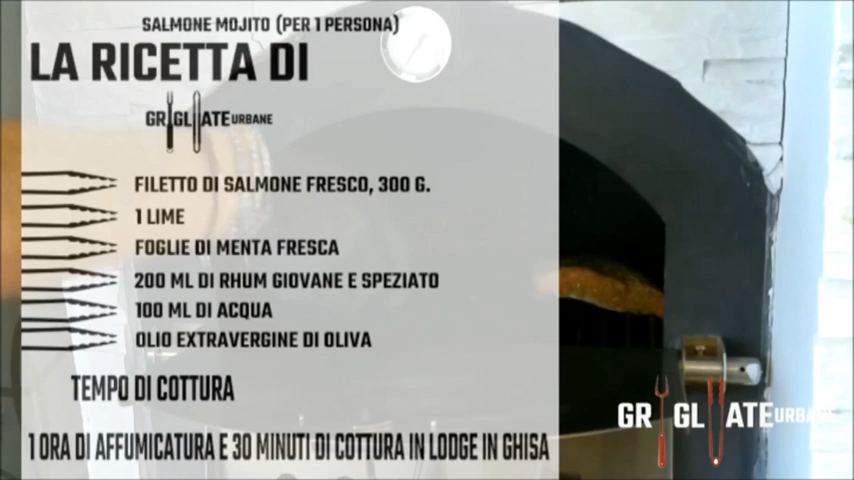 SALMONE MOJITO (PER 1 PERSONA)
LA RICETTA DI
GRIGLIATE URBANE
FILETTO DI SALMONE FRESCO, 300 G.
1 LIME
FOGLIE DI MENTA FRESCA
200 ML DI RHUM GIOVANE E SPEZIATO
100 ML DI ACQUA
OLIO EXTRAVERGINE DI OLIVA
TEMPO DI COTTURA
1 ORA DI AFFUMICATURA E 30 MINUTI DI COTTURA IN LODGE IN GHISA
GRIGLIATE URBANE